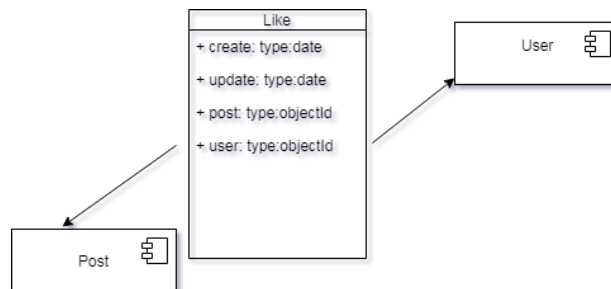 Like
+ create: type:date
+ update: type:date
+ post: type:objectId
+ user: type:objectId
User
Post